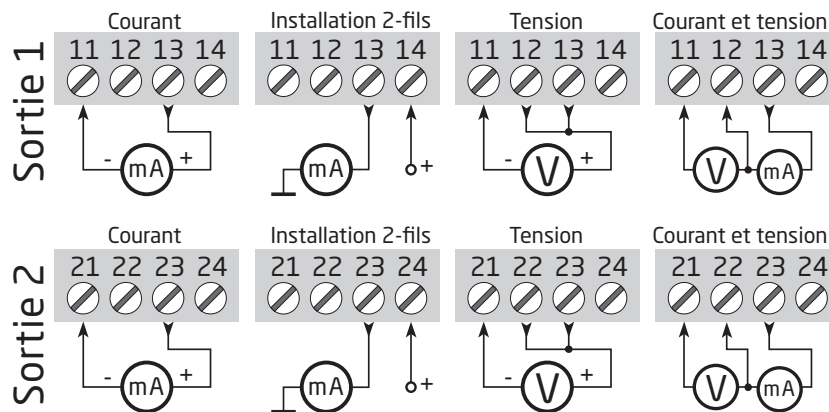 Sortie 1
Courant
11 12 13 14
- mA +
Installation 2-fils
11 12 13 14
mA +
Tension
11 12 13 14
- V +
Courant et tension
11 12 13 14
V mA
Sortie 2
Courant
21 22 23 24
- mA +
Installation 2-fils
21 22 23 24
mA +
Tension
21 22 23 24
- V +
Courant et tension
21 22 23 24
V mA